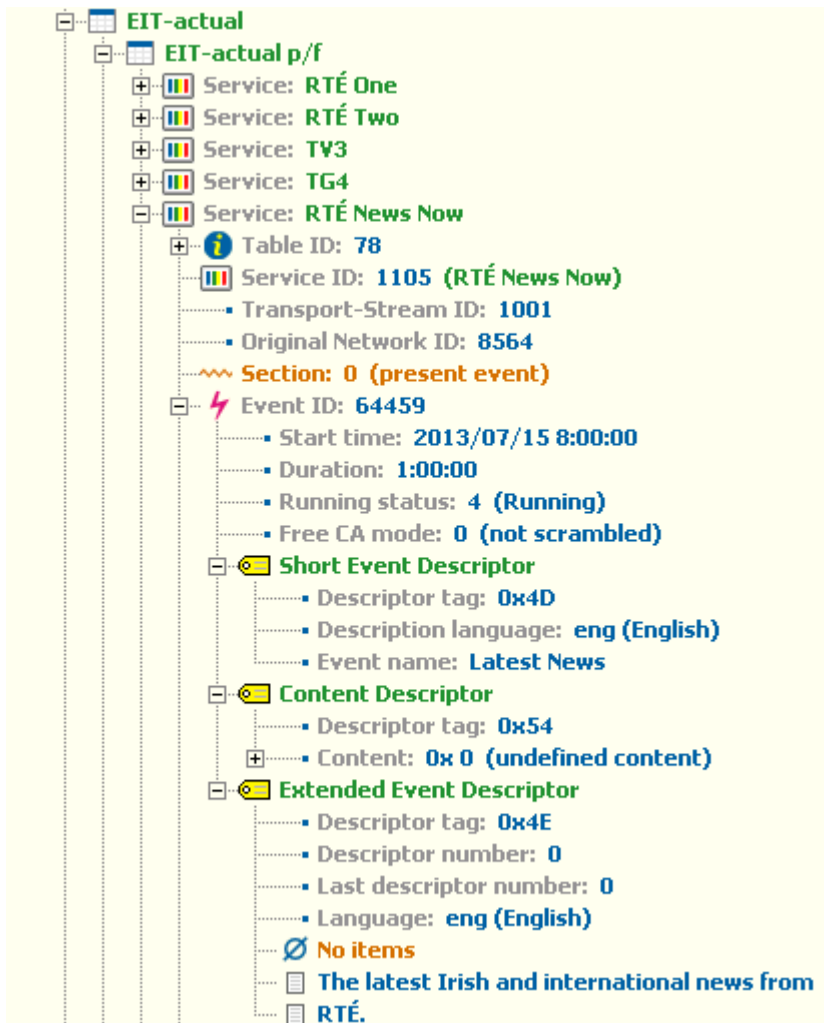 EIT-actual
EIT-actual p/f
Service: RTÉ One
Service: RTÉ Two
Service: TV3
Service: TG4
Service: RTÉ News Now
Table ID: 78
Service ID: 1105 (RTÉ News Now)
Transport-Stream ID: 1001
Original Network ID: 8564
Section: 0 (present event)
Event ID: 64459
Start time: 2013/07/15 8:00:00
Duration: 1:00:00
Running status: 4 (Running)
Free CA mode: 0 (not scrambled)
Short Event Descriptor
Descriptor tag: 0x4D
Description language: eng (English)
Event name: Latest News
Content Descriptor
Descriptor tag: 0x54
Content: 0x 0 (undefined content)
Extended Event Descriptor
Descriptor tag: 0x4E
Descriptor number: 0
Last descriptor number: 0
Language: eng (English)
No items
The latest Irish and international news from
RTÉ.